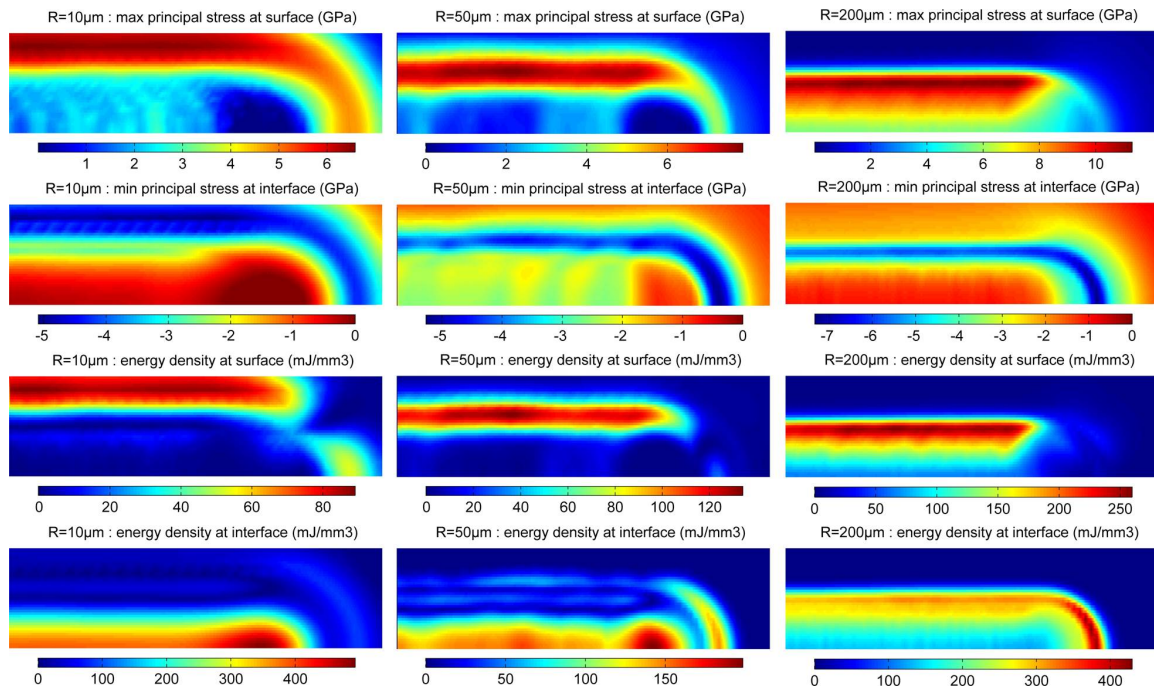 R=10µm : max principal stress at surface (GPa)
R=50µm : max principal stress at surface (GPa)
R=200µm : max principal stress at surface (GPa)
1 2 3 4 5 6
0 2 4 6
2 4 6 8 10
R=10µm : min principal stress at interface (GPa)
R=50µm : min principal stress at interface (GPa)
R=200µm : min principal stress at interface (GPa)
-5 -4 -3 -2 -1 0
-5 -4 -3 -2 -1 0
-7 -6 -5 -4 -3 -2 -1 0
R=10µm : energy density at surface (mJ/mm3)
R=50µm : energy density at surface (mJ/mm3)
R=200µm : energy density at surface (mJ/mm3)
0 20 40 60 80
0 20 40 60 80 100 120
0 50 100 150 200 250
R=10µm : energy density at interface (mJ/mm3)
R=50µm : energy density at interface (mJ/mm3)
R=200µm : energy density at interface (mJ/mm3)
0 100 200 300 400
0 50 100 150
0 100 200 300 400